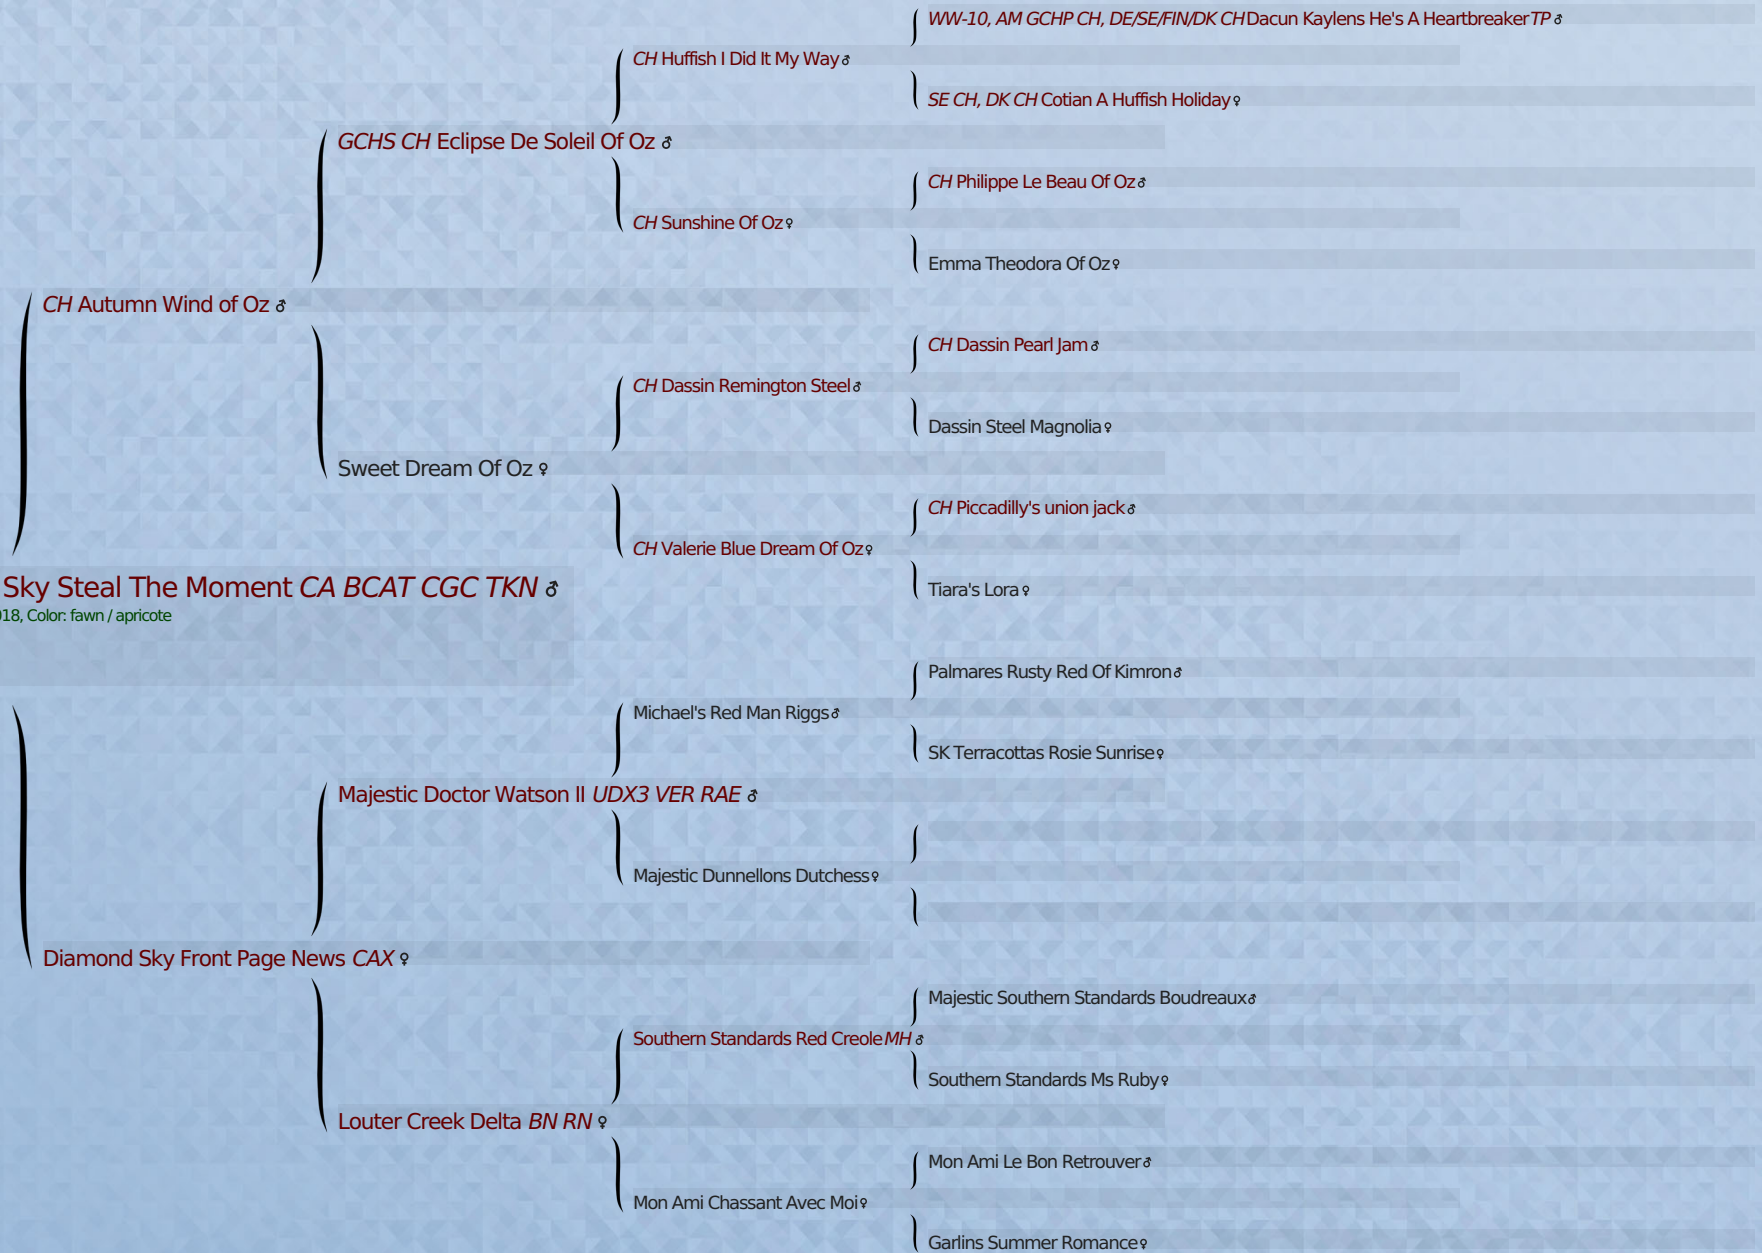 WW-10, AM GCHP CH, DE/SE/FIN/DK CH Dacun Kaylens He's A Heartbreaker TP ♂
CH Huffish I Did It My Way ♂
SE CH, DK CH Cotian A Huffish Holiday ♀
GCHS CH Eclipse De Soleil Of Oz ♂
CH Philippe Le Beau Of Oz ♂
CH Sunshine Of Oz ♀
Emma Theodora Of Oz ♀
CH Autumn Wind of Oz ♂
CH Dassin Pearl Jam ♂
CH Dassin Remington Steel ♂
Dassin Steel Magnolia ♀
Sweet Dream Of Oz ♀
CH Piccadilly's union jack ♂
CH Valerie Blue Dream Of Oz ♀
Sky Steal The Moment CA BCAT CGC TKN ♂
Tiara's Lora ♀
18, Color: fawn / apricote
Palmares Rusty Red Of Kimron ♂
Michael's Red Man Riggs ♂
SK Terracottas Rosie Sunrise ♀
Majestic Doctor Watson II UDX3 VER RAE ♂
Majestic Dunnellons Dutchess ♀
Diamond Sky Front Page News CAX ♀
Majestic Southern Standards Boudreaux ♂
Southern Standards Red Creole MH ♂
Southern Standards Ms Ruby ♀
Louter Creek Delta BN RN ♀
Mon Ami Le Bon Retrouver ♂
Mon Ami Chassant Avec Moi ♀
Garlins Summer Romance ♀